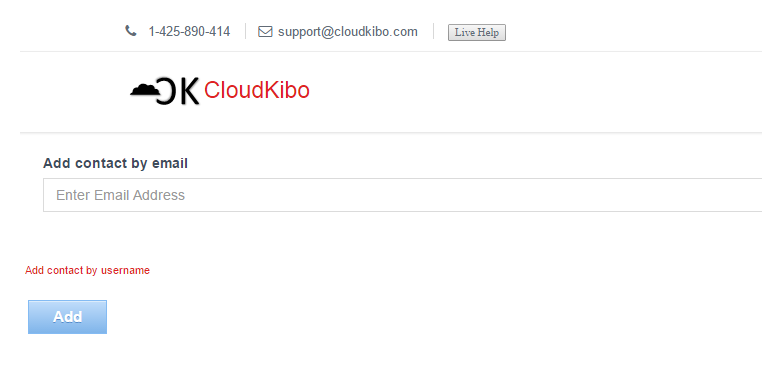 1-425-890-414 support@cloudkibo.com Live Help
CK CloudKibo
Add contact by email
Enter Email Address
Add contact by username
Add